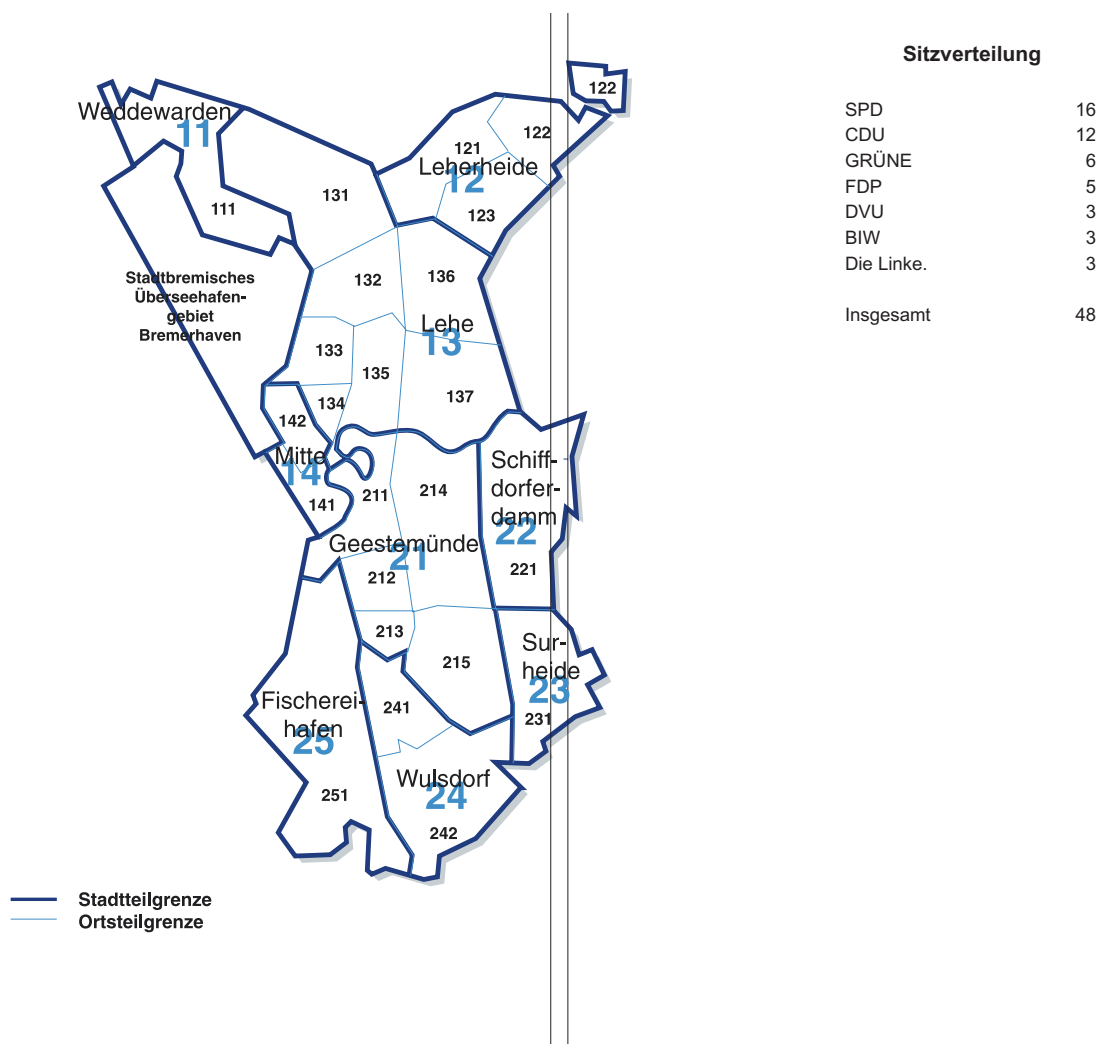 Sitzverteilung
SPD 16
CDU 12
GRÜNE 6
FDP 5
DVU 3
BIW 3
Die Linke. 3
Insgesamt 48
122
Weddewarden
11
111
131
121
122
Leherheide
12
123
Stadtbremisches
Überseehafen-
gebiet
Bremerhaven
132
136
Lehe
13
133
135
134
137
142
Mitte
14
141
211
214
Schiff-
dorfer-
damm
22
221
Geestemünde
21
212
213
215
Sur-
heide
23
231
Fischerei-
hafen
25
251
241
Wulsdorf
24
242
Stadtteilgrenze
Ortsteilgrenze